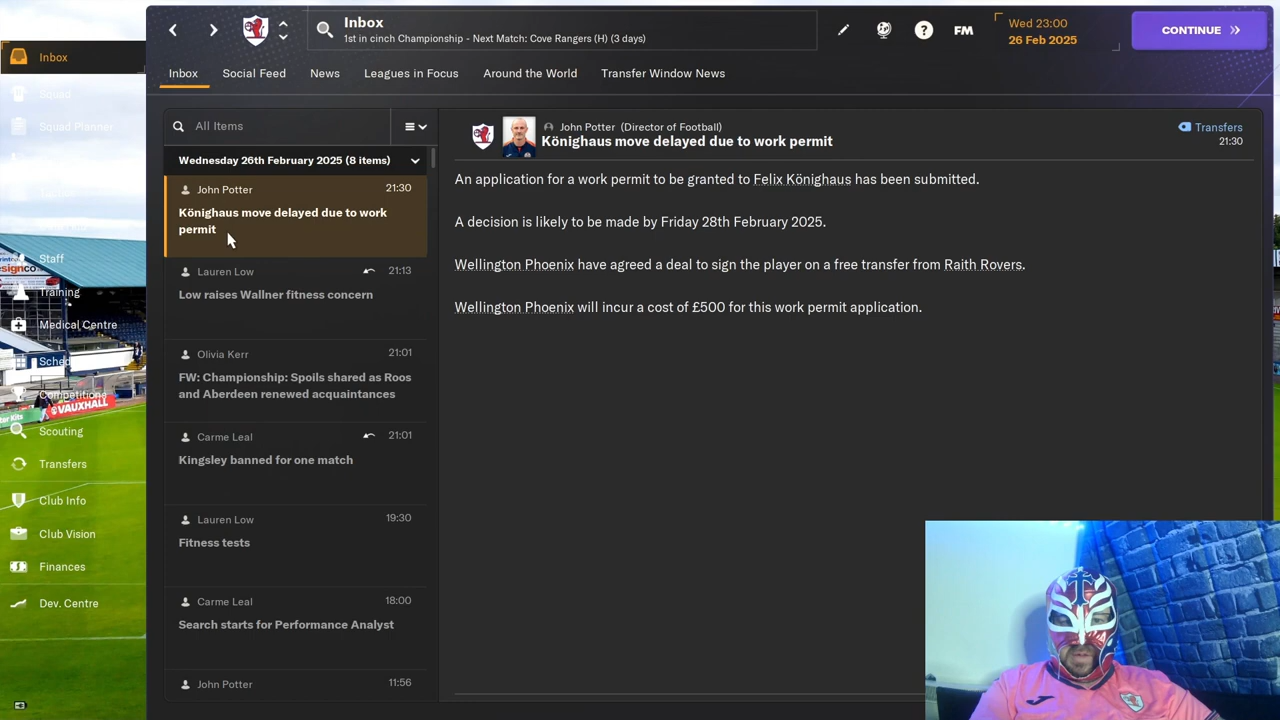 Inbox
1st in cinch Championship - Next Match: Cove Rangers (H) (3 days)
FM
Wed 23:00
26 Feb 2025
CONTINUE
Inbox
Squad
Squad Planner
Staff
Training
Medical Centre
Sched
Competitions
Scouting
Transfers
Club Info
Club Vision
Finances
Dev. Centre
Inbox
Social Feed
News
Leagues in Focus
Around the World
Transfer Window News
All Items
Wednesday 26th February 2025 (8 items)
John Potter 21:30
Könighaus move delayed due to work
permit
Lauren Low 21:13
Low raises Wallner fitness concern
Olivia Kerr 21:01
FW: Championship: Spoils shared as Roos
and Aberdeen renewed acquaintances
Carme Leal 21:01
Kingsley banned for one match
Lauren Low 19:30
Fitness tests
Carme Leal 18:00
Search starts for Performance Analyst
John Potter 11:56
John Potter (Director of Football)
Könighaus move delayed due to work permit
Transfers
21:30
An application for a work permit to be granted to Felix Könighaus has been submitted.
A decision is likely to be made by Friday 28th February 2025.
Wellington Phoenix have agreed a deal to sign the player on a free transfer from Raith Rovers.
Wellington Phoenix will incur a cost of £500 for this work permit application.
VAUXHALL